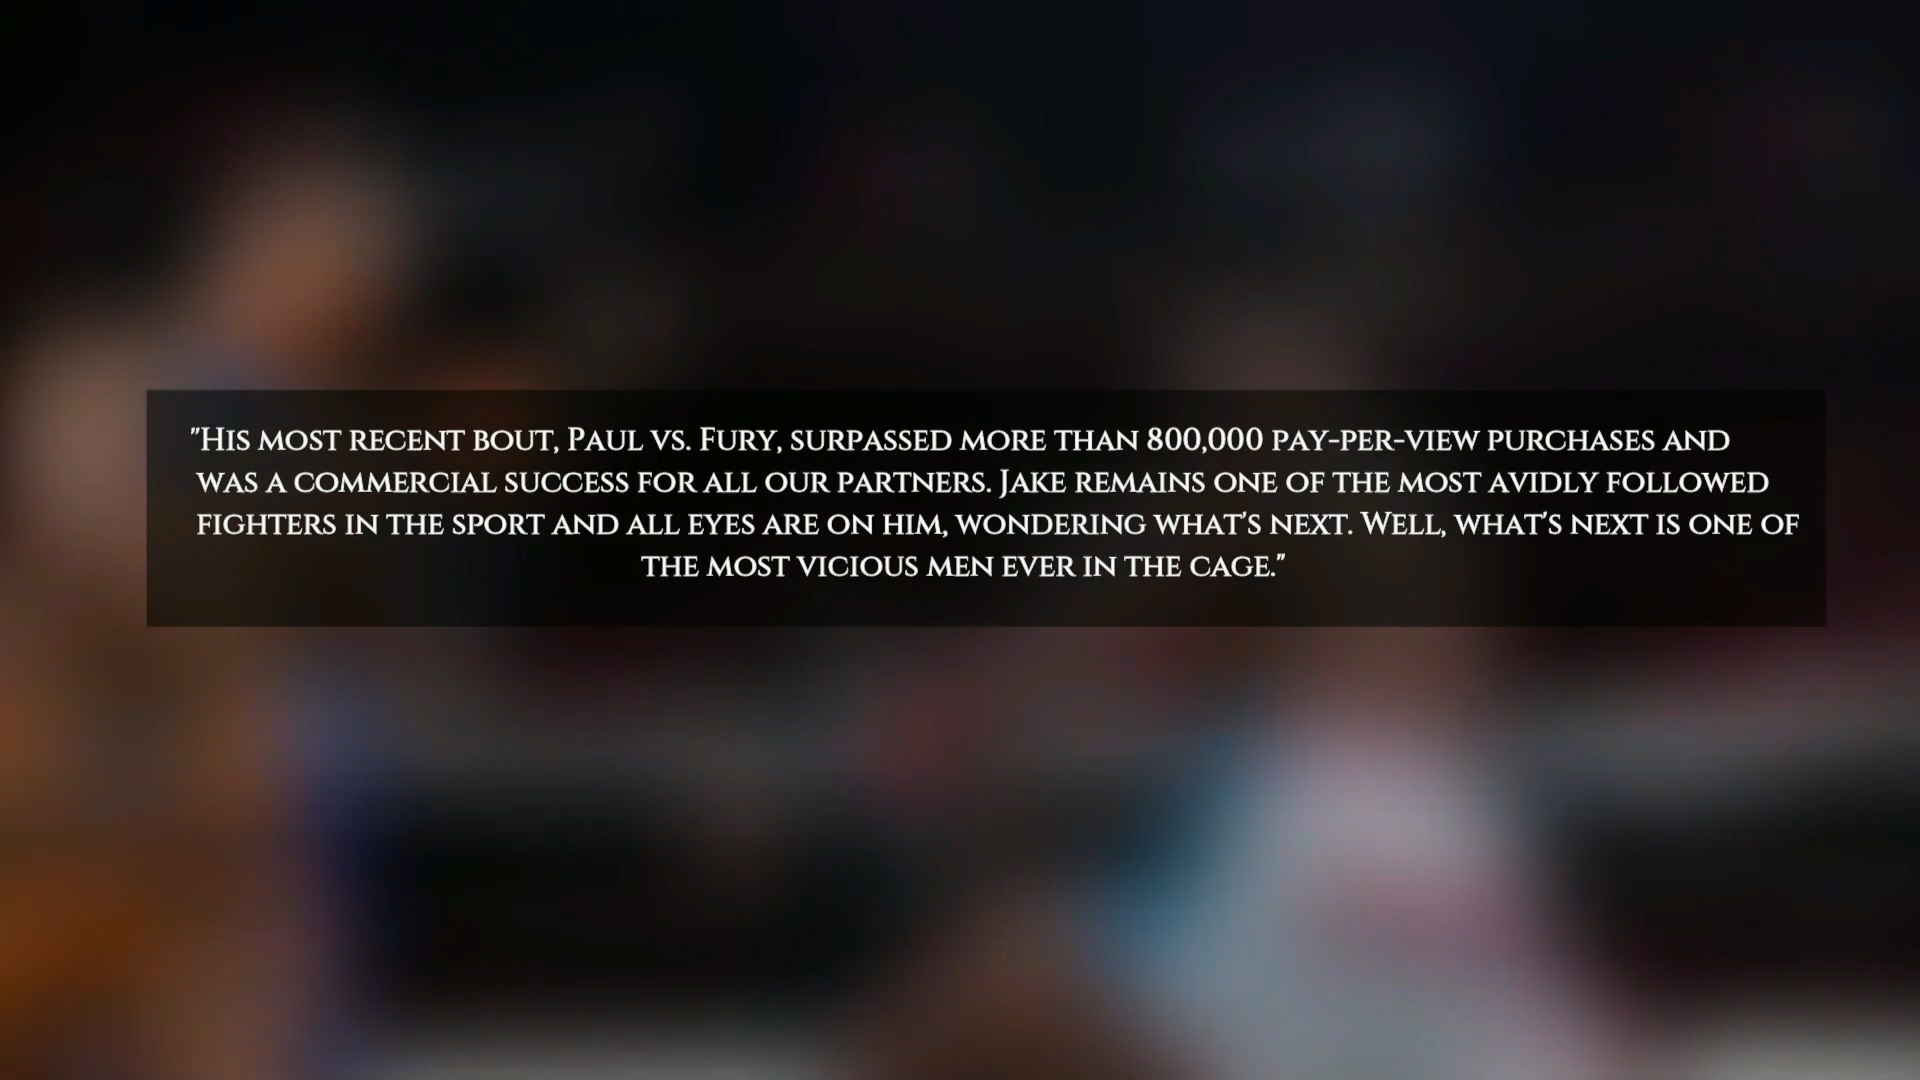 "His most recent bout, Paul vs. Fury, surpassed more than 800,000 pay-per-view purchases and
was a commercial success for all our partners. Jake remains one of the most avidly followed
fighters in the sport and all eyes are on him, wondering what's next. Well, what's next is one of
the most vicious men ever in the cage."